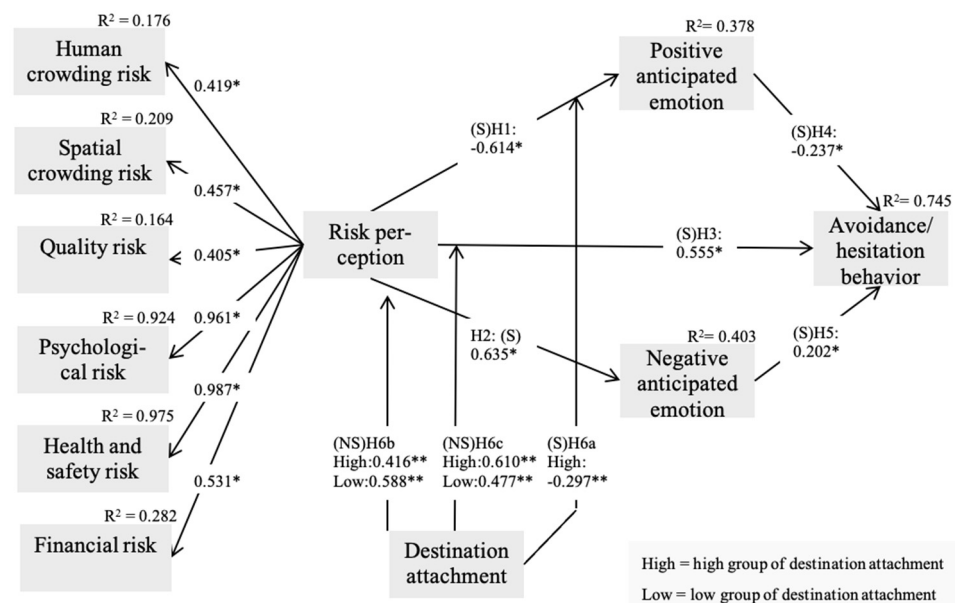 R² = 0.176
Human
crowding risk
0.419*
R² = 0.209
Spatial
crowding risk
0.457*
R² = 0.164
Quality risk
0.405*
R² = 0.924
Psychologi-
cal risk
0.961*
R² = 0.975
Health and
safety risk
0.987*
R² = 0.282
Financial risk
0.531*
Risk per-
ception
(S)H1:
-0.614*
R²= 0.378
Positive
anticipated
emotion
(S)H4:
-0.237*
(S)H3:
0.555*
R²= 0.745
Avoidance/
hesitation
behavior
H2: (S)
0.635*
R²= 0.403
Negative
anticipated
emotion
(S)H5:
0.202*
(NS)H6b
High:0.416**
Low:0.588**
(NS)H6c
High:0.610**
Low:0.477**
(S)H6a
High:
-0.297**
Destination
attachment
High = high group of destination attachment
Low = low group of destination attachment